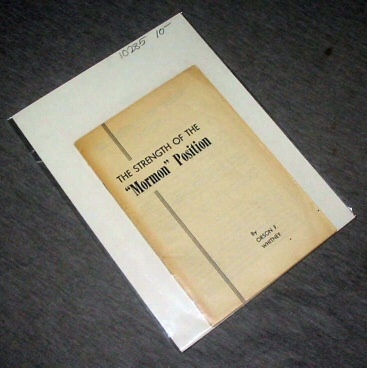 10285 10—
THE STRENGTH OF THE
"Mormon" Position
By
ORSON F.
WHITNEY